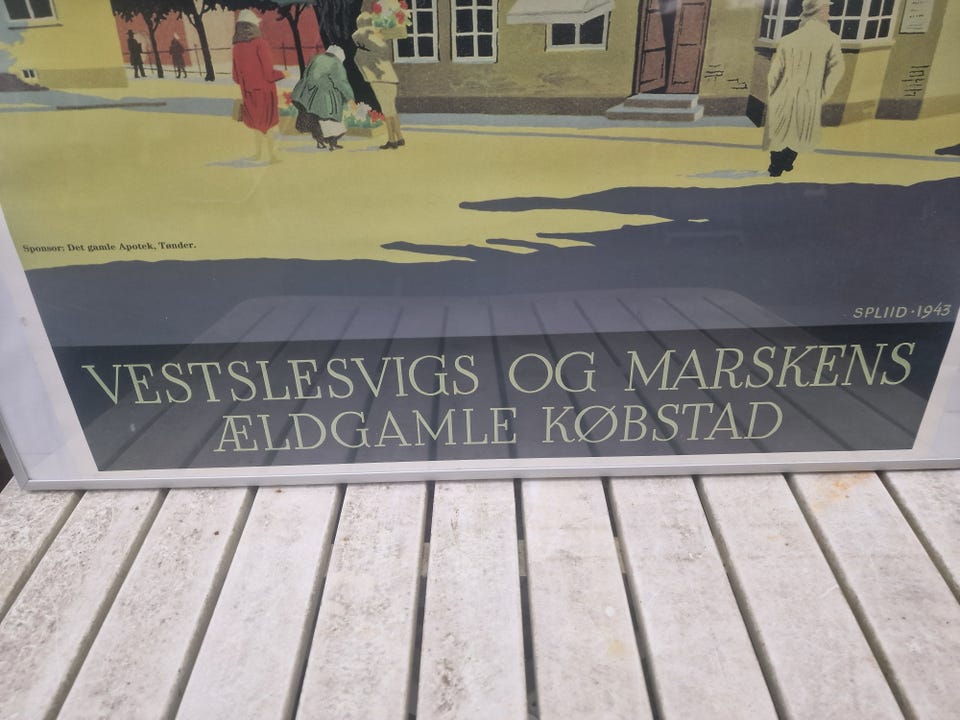 Sponsor: Det gamle Apotek, Tønder.
SPLIID · 1943
VESTSLESVIGS OG MARSKENS
ÆLDGAMLE KØBSTAD